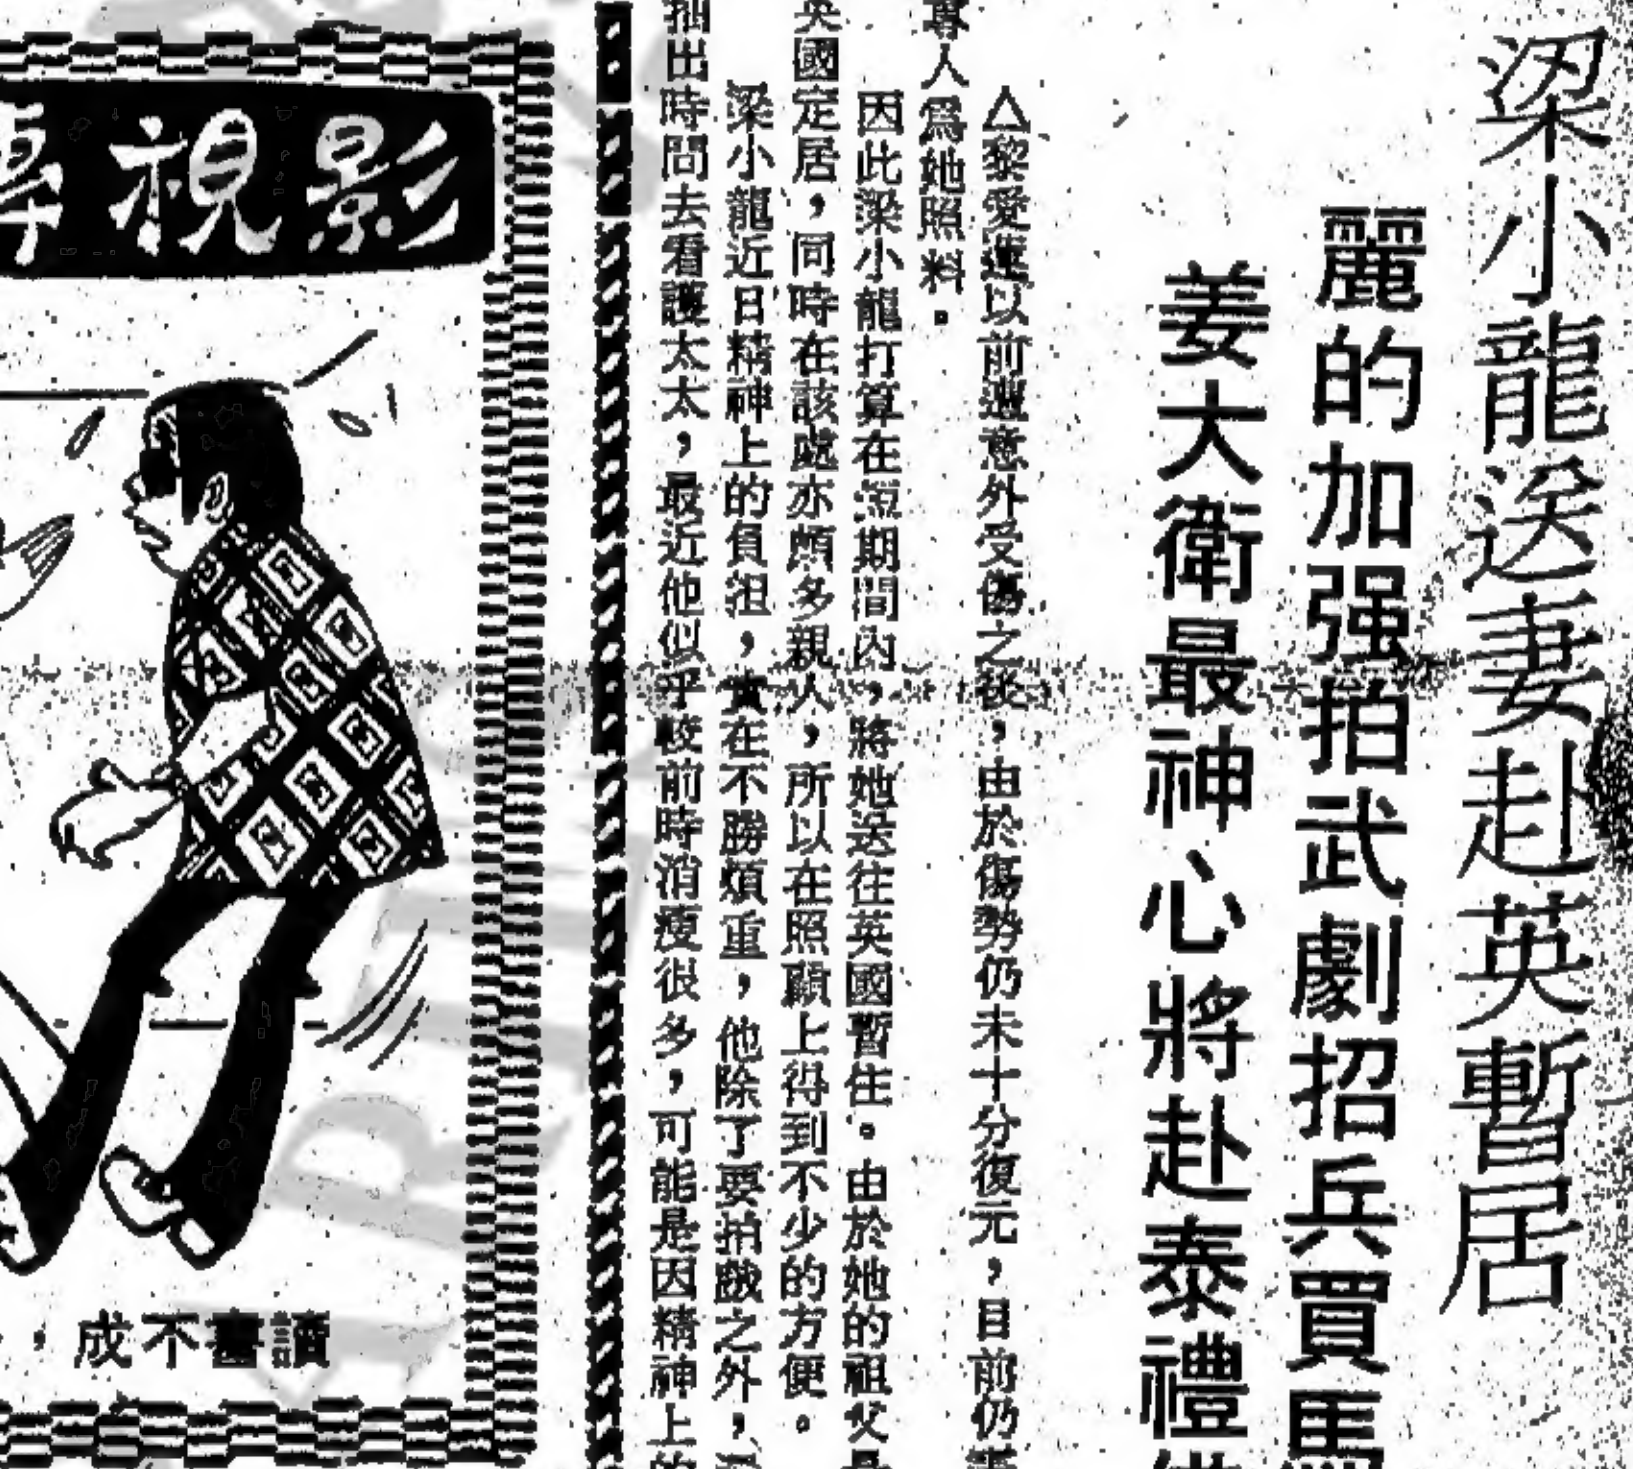 梁小龍送妻赴英暫居
麗的加强拍武劇招兵買馬
姜大衛最神心將赴泰禮
△黎愛蓮以前遭意外受傷之後，由於傷勢仍未十分復元，目前仍
專人爲她照料。
因此梁小龍打算在短期間內，將她送往英國暫住。由於她的祖父
英國定居，同時在該處亦頗多親人，所以在照顧上得到不少的方便。
梁小龍近日精神上的負担，實在不勝煩重，他除了要拍戲之外，
抽出時間去看護太太，最近他似乎較前時消瘦很多，可能是因精神上的
影視
讀書不成，